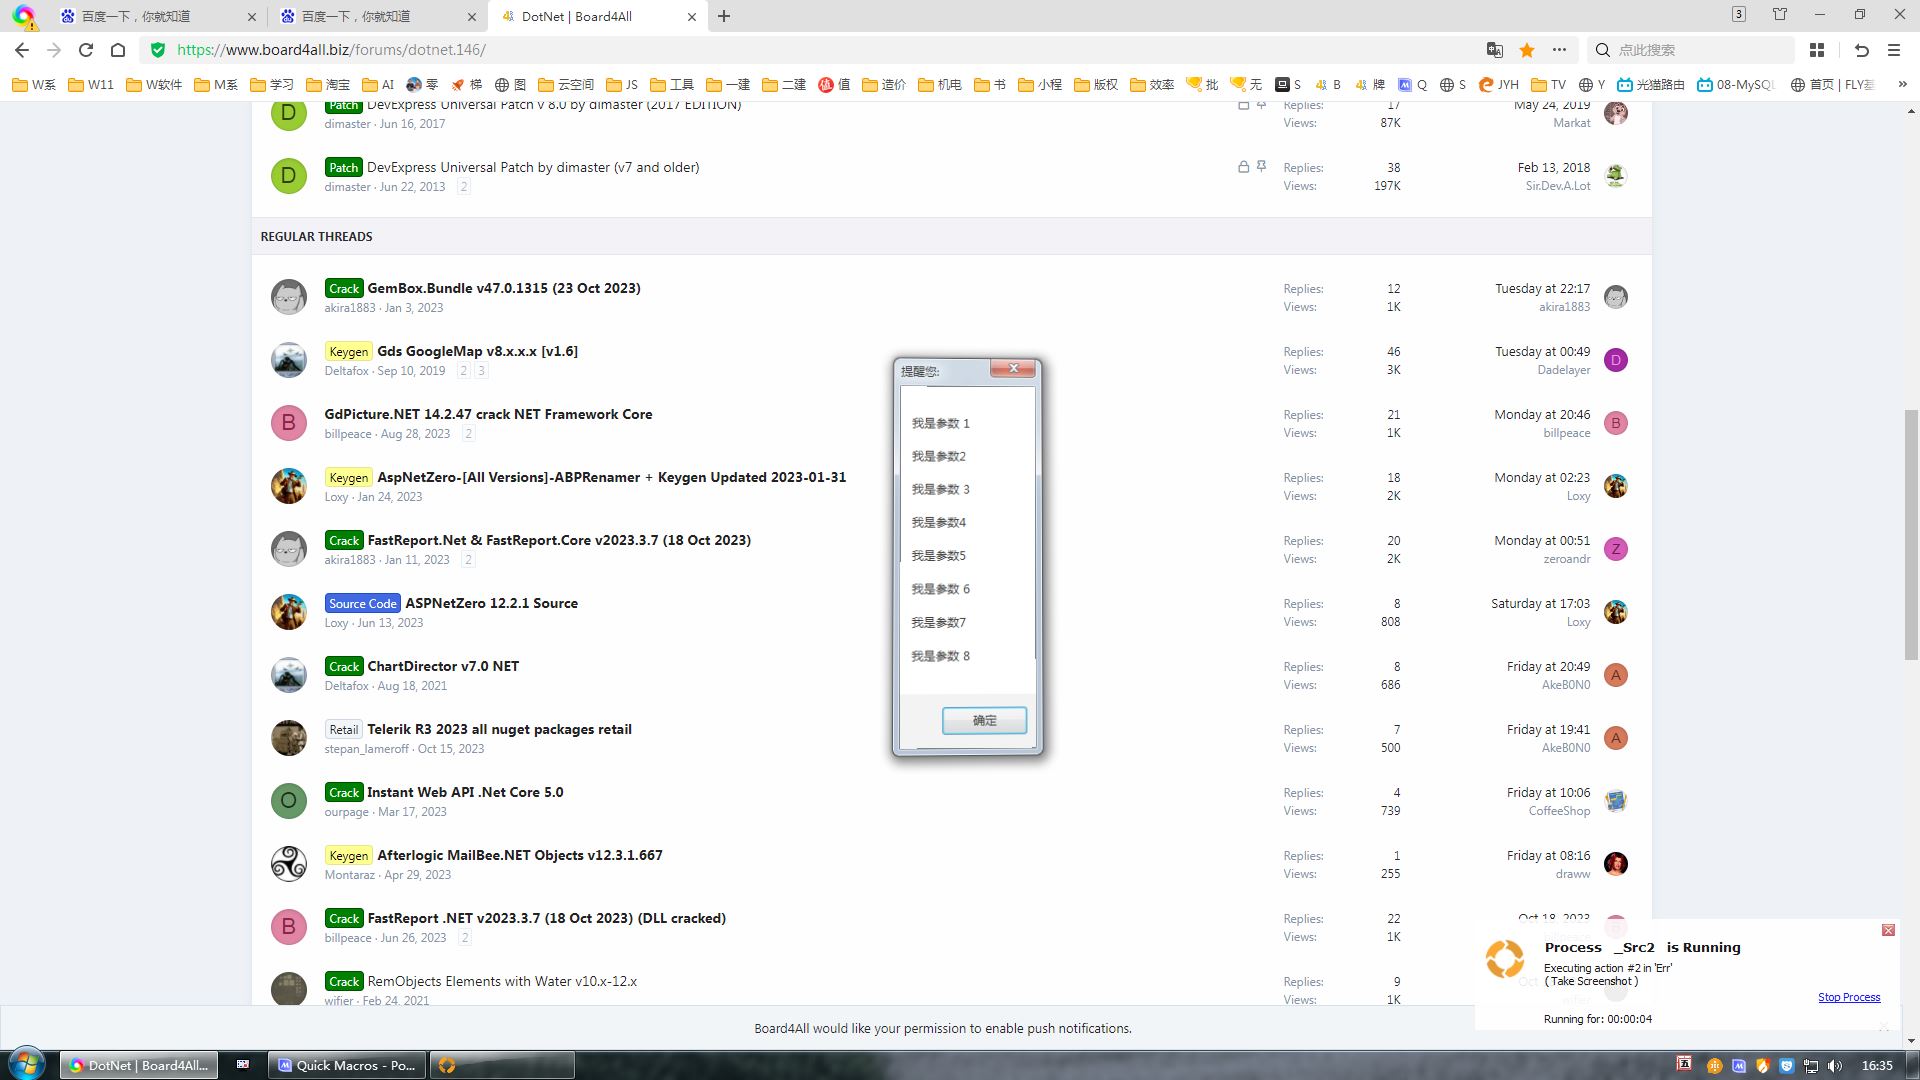 百度一下，你就知道
百度一下，你就知道
DotNet | Board4All
3
https://www.board4all.biz/forums/dotnet.146/
点此搜索
W系
W11
W软件
M系
学习
淘宝
AI
零
梯
图
云空间
JS
工具
一建
二建
值
造价
机电
书
小程
版权
效率
批
无
S
B
牌
Q
S
JYH
TV
Y
光猫路由
08-MySQL
首页 | FLY
D
Patch DevExpress Universal Patch v 8.0 by dimaster (2017 EDITION)
dimaster · Jun 16, 2017
Replies: 17
Views: 87K
May 24, 2019
Markat
D
Patch DevExpress Universal Patch by dimaster (v7 and older)
dimaster · Jun 22, 2013 2
Replies: 38
Views: 197K
Feb 13, 2018
Sir.Dev.A.Lot
REGULAR THREADS
Crack GemBox.Bundle v47.0.1315 (23 Oct 2023)
akira1883 · Jan 3, 2023
Replies: 12
Views: 1K
Tuesday at 22:17
akira1883
Keygen Gds GoogleMap v8.x.x.x [v1.6]
Deltafox · Sep 10, 2019 2 3
Replies: 46
Views: 3K
Tuesday at 00:49
Dadelayer
D
B
GdPicture.NET 14.2.47 crack NET Framework Core
billpeace · Aug 28, 2023 2
Replies: 21
Views: 1K
Monday at 20:46
billpeace
B
Keygen AspNetZero-[All Versions]-ABPRenamer + Keygen Updated 2023-01-31
Loxy · Jan 24, 2023
Replies: 18
Views: 2K
Monday at 02:23
Loxy
Crack FastReport.Net & FastReport.Core v2023.3.7 (18 Oct 2023)
akira1883 · Jan 11, 2023 2
Replies: 20
Views: 2K
Monday at 00:51
zeroandr
Z
Source Code ASPNetZero 12.2.1 Source
Loxy · Jun 13, 2023
Replies: 8
Views: 808
Saturday at 17:03
Loxy
Crack ChartDirector v7.0 NET
Deltafox · Aug 18, 2021
Replies: 8
Views: 686
Friday at 20:49
AkeB0N0
A
Retail Telerik R3 2023 all nuget packages retail
stepan_lameroff · Oct 15, 2023
Replies: 7
Views: 500
Friday at 19:41
AkeB0N0
A
O
Crack Instant Web API .Net Core 5.0
ourpage · Mar 17, 2023
Replies: 4
Views: 739
Friday at 10:06
CoffeeShop
Keygen Afterlogic MailBee.NET Objects v12.3.1.667
Montaraz · Apr 29, 2023
Replies: 1
Views: 255
Friday at 08:16
draww
B
Crack FastReport .NET v2023.3.7 (18 Oct 2023) (DLL cracked)
billpeace · Jun 26, 2023 2
Replies: 22
Views: 1K
Oct 18, 2023
Crack RemObjects Elements with Water v10.x-12.x
wifier · Feb 24, 2021
Replies: 9
Views: 1K
提醒您:
我是参数 1
我是参数2
我是参数 3
我是参数4
我是参数5
我是参数 6
我是参数7
我是参数 8
确定
Process _Src2 is Running
Executing action #2 in 'Err'
( Take Screenshot )
Stop Process
Running for: 00:00:04
Board4All would like your permission to enable push notifications.
DotNet | Board4All...
Quick Macros - Po...
五
16:35